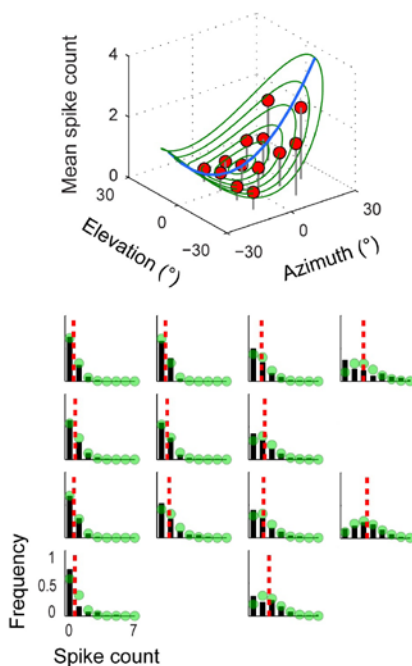 4
2
0
Mean spike count
30
0
-30
Elevation (°)
-30
0
30
Azimuth (°)
Frequency
1
0.5
0
0
7
Spike count